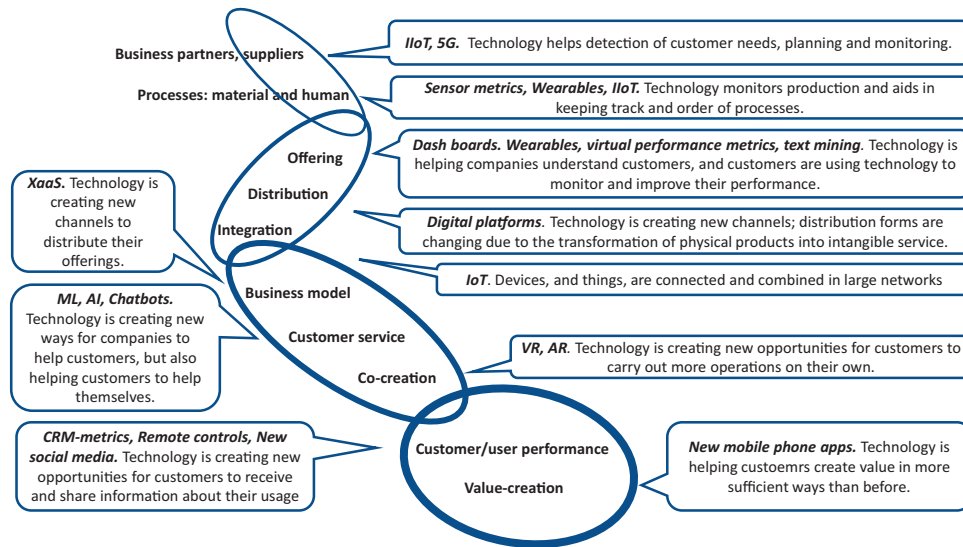 Business partners, suppliers
IIoT, 5G. Technology helps detection of customer needs, planning and monitoring.
Processes: material and human
Sensor metrics, Wearables, IIoT. Technology monitors production and aids in
keeping track and order of processes.
Offering
Dash boards. Wearables, virtual performance metrics, text mining. Technology is
helping companies understand customers, and customers are using technology to
monitor and improve their performance.
XaaS. Technology is
creating new
channels to
distribute their
offerings.
Distribution
Digital platforms. Technology is creating new channels; distribution forms are
changing due to the transformation of physical products into intangible service.
Integration
IoT. Devices, and things, are connected and combined in large networks
Business model
ML, AI, Chatbots.
Technology is creating new
ways for companies to
help customers, but also
helping customers to help
themselves.
Customer service
VR, AR. Technology is creating new opportunities for customers to
carry out more operations on their own.
Co-creation
CRM-metrics, Remote controls, New
social media. Technology is creating new
opportunities for customers to receive
and share information about their usage
Customer/user performance
New mobile phone apps. Technology is
helping custoemrs create value in more
sufficient ways than before.
Value-creation